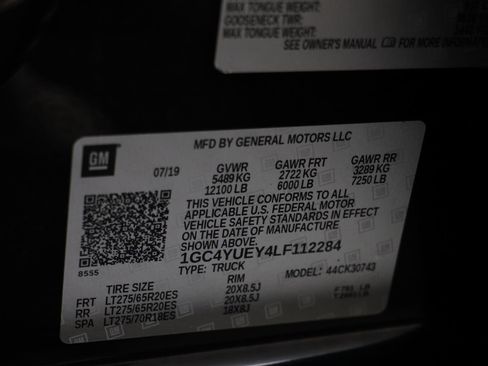 MAX TONGUE WEIGHT:
GOOSENECK TWR:
MAX TONGUE WEIGHT:
SEE OWNER'S MANUAL FOR MORE INFORMATION
GM
MFD BY GENERAL MOTORS LLC
07/19 GVWR GAWR FRT GAWR RR
5489 KG 2722 KG 3289 KG
12100 LB 6000 LB 7250 LB
THIS VEHICLE CONFORMS TO ALL
APPLICABLE U.S. FEDERAL MOTOR
VEHICLE SAFETY STANDARDS IN EFFECT
ON THE DATE OF MANUFACTURE
SHOWN ABOVE.
8555
1GC4YUEY4LF112284
TYPE: TRUCK MODEL: 44CK30743
TIRE SIZE RIM
FRT LT275/65R20ES 20X8.5J
RR LT275/65R20ES 20X8.5J
SPA LT275/70R18ES 18X8J